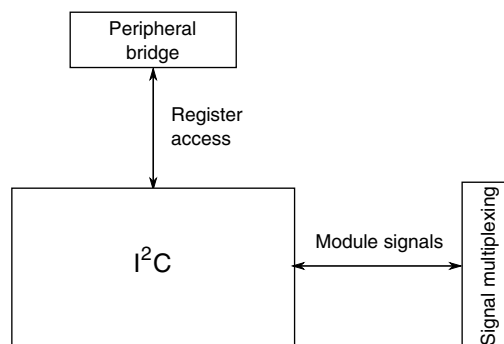 Peripheral
bridge
Register
access
I²C
Module signals
Signal multiplexing